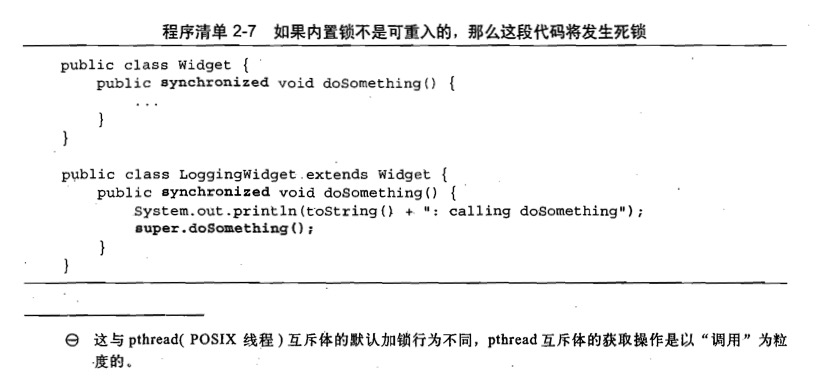 程序清单 2-7 如果内置锁不是可重入的，那么这段代码将发生死锁
public class Widget {
public synchronized void doSomething() {
...
}
}
public class LoggingWidget extends Widget {
public synchronized void doSomething() {
System.out.println(toString() + ": calling doSomething");
super.doSomething();
}
}
⊖ 这与 pthread( POSIX 线程 ) 互斥体的默认加锁行为不同，pthread 互斥体的获取操作是以“调用”为粒
度的。